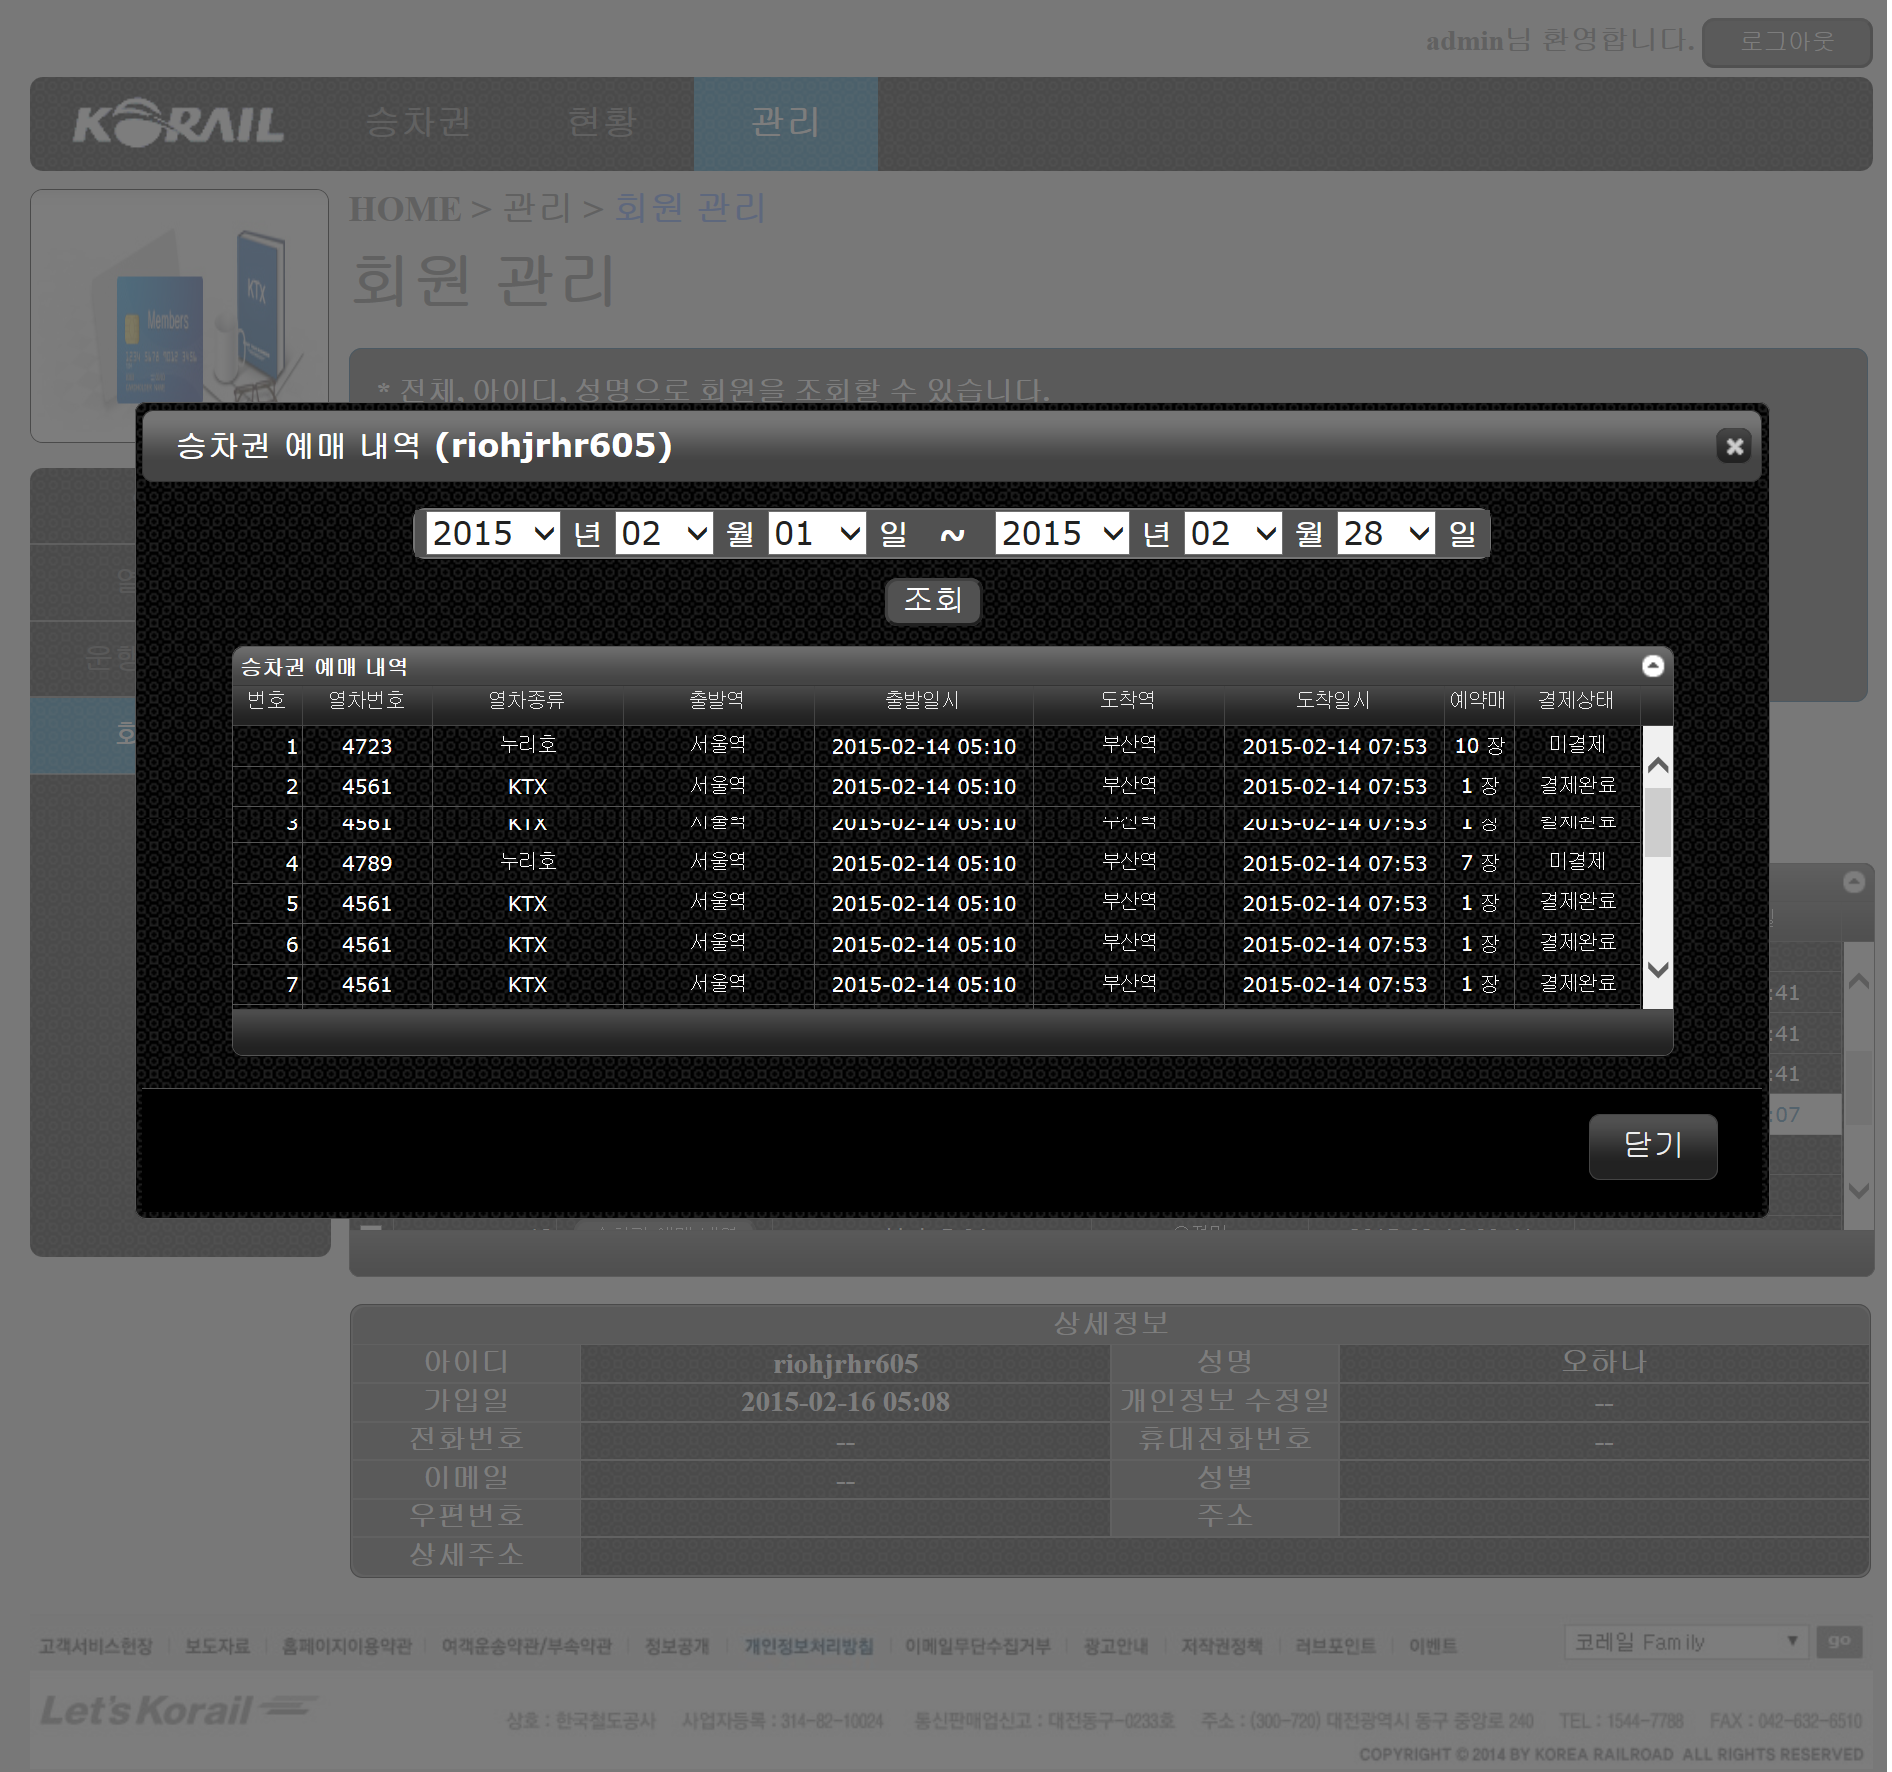 admin님 환영합니다. 로그아웃
KORAIL 승차권 현황 관리
HOME > 관리 > 회원 관리
회원 관리
KTX
Members
* 전체, 아이디, 성명으로 회원을 조회할 수 있습니다.
승차권 예매 내역 (riohjrhr605)
2015 년 02 월 01 일 ~ 2015 년 02 월 28 일
조회
승차권 예매 내역
번호 열차번호 열차종류 출발역 출발일시 도착역 도착일시 예약매 결제상태
1 4723 누리호 서울역 2015-02-14 05:10 부산역 2015-02-14 07:53 10 장 미결제
2 4561 KTX 서울역 2015-02-14 05:10 부산역 2015-02-14 07:53 1 장 결제완료
3 4561 KTX 서울역 2015-02-14 05:10 부산역 2015-02-14 07:53 1 장 결제완료
4 4789 누리호 서울역 2015-02-14 05:10 부산역 2015-02-14 07:53 7 장 미결제
5 4561 KTX 서울역 2015-02-14 05:10 부산역 2015-02-14 07:53 1 장 결제완료
6 4561 KTX 서울역 2015-02-14 05:10 부산역 2015-02-14 07:53 1 장 결제완료
7 4561 KTX 서울역 2015-02-14 05:10 부산역 2015-02-14 07:53 1 장 결제완료
:41
:41
:41
:07
닫기
상세정보
아이디 riohjrhr605 성명 오하나
가입일 2015-02-16 05:08 개인정보 수정일 --
전화번호 -- 휴대전화번호 --
이메일 -- 성별
우편번호 주소
상세주소
고객서비스헌장 보도자료 홈페이지이용약관 여객운송약관/부속약관 정보공개 개인정보처리방침 이메일무단수집거부 광고안내 저작권정책 러브포인트 이벤트 코레일 Family ▼ go
Let's Korail
상호 : 한국철도공사 사업자등록 : 314-82-10024 통신판매업신고 : 대전동구-0233호 주소 : (300-720) 대전광역시 동구 중앙로 240 TEL : 1544-7788 FAX : 042-632-6510
COPYRIGHT © 2014 BY KOREA RAILROAD ALL RIGHTS RESERVED